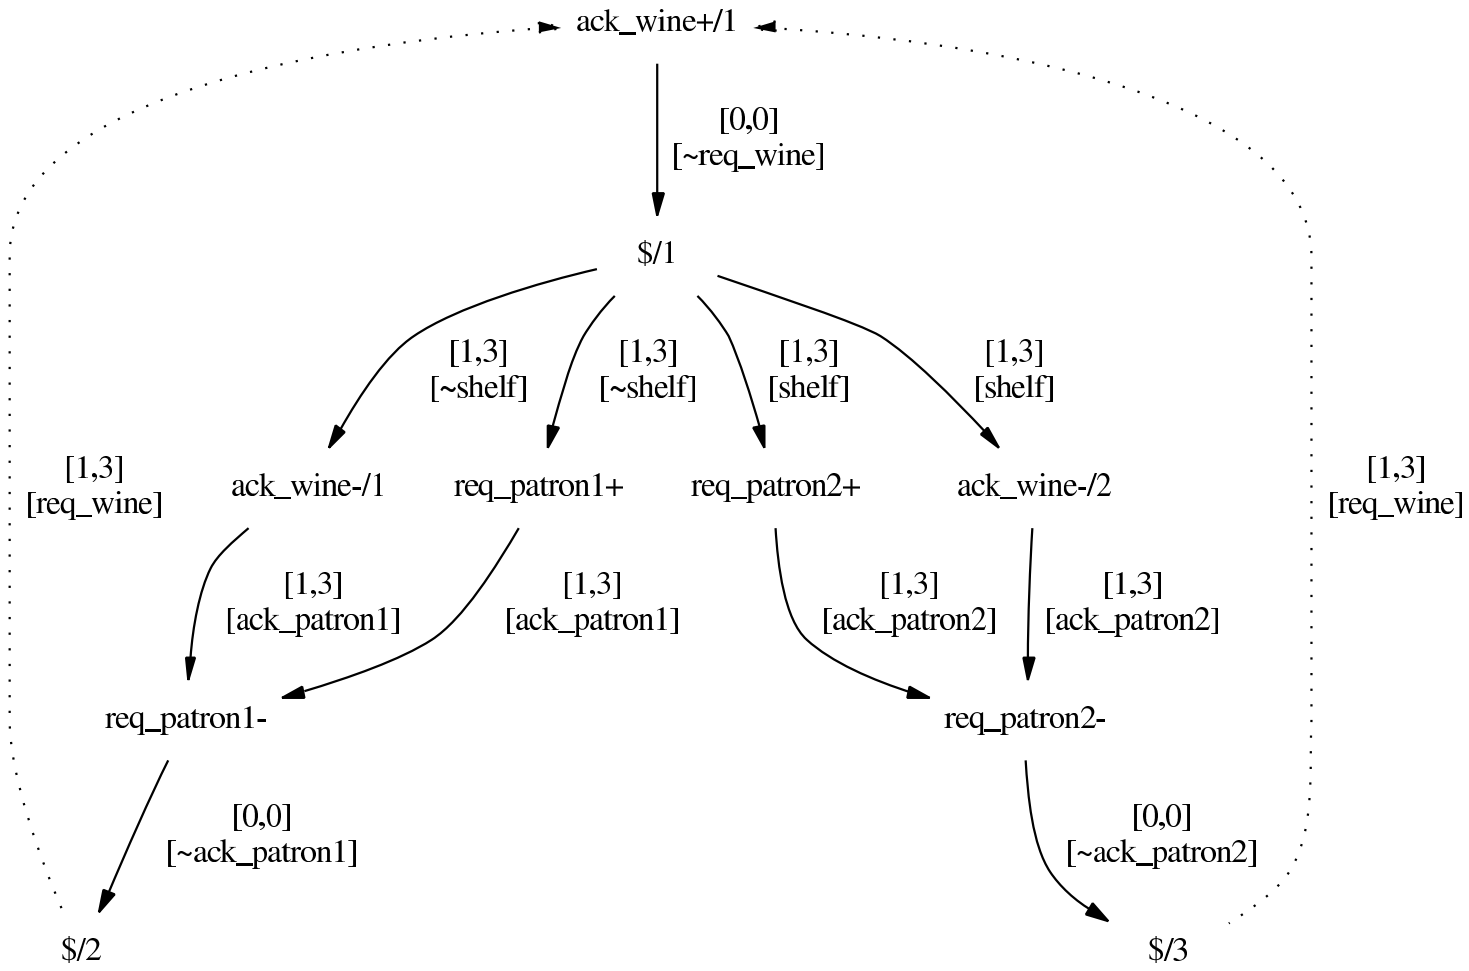 ack_wine+/1
[0,0]
[~req_wine]
$/1
[1,3]
[~shelf]
[1,3]
[~shelf]
[1,3]
[shelf]
[1,3]
[shelf]
[1,3]
[req_wine]
ack_wine-/1
req_patron1+
req_patron2+
ack_wine-/2
[1,3]
[req_wine]
[1,3]
[ack_patron1]
[1,3]
[ack_patron1]
[1,3]
[ack_patron2]
[1,3]
[ack_patron2]
req_patron1-
req_patron2-
[0,0]
[~ack_patron1]
[0,0]
[~ack_patron2]
$/2
$/3